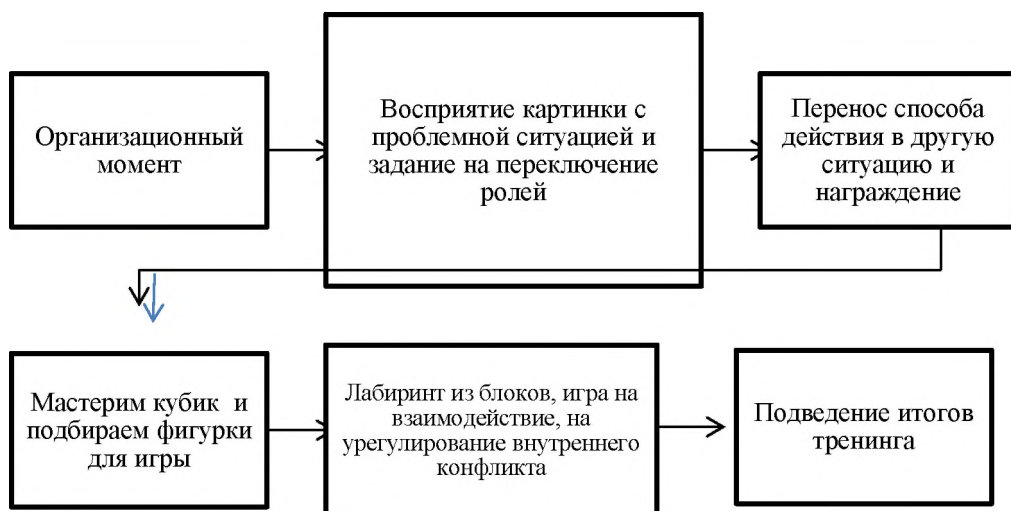 Организационный
момент
Восприятие картинки с
проблемной ситуацией и
задание на переключение
ролей
Перенос способа
действия в другую
ситуацию и
награждение
Мастерим кубик и
подбираем фигурки
для игры
Лабиринт из блоков, игра на
взаимодействие, на
урегулирование внутреннего
конфликта
Подведение итогов
тренинга